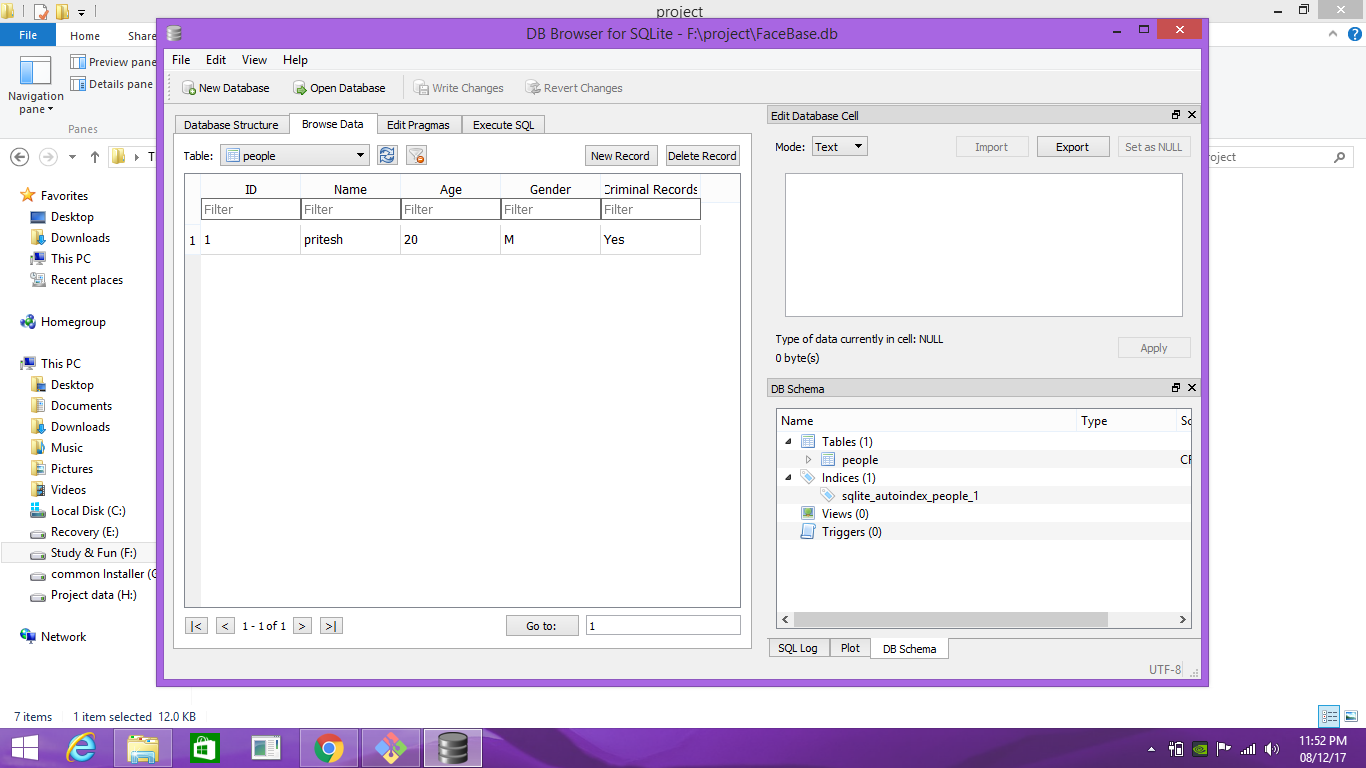 project
File Home Share
Preview pane
Details pane
Navigation
pane
Panes
DB Browser for SQLite - F:\project\FaceBase.db
File Edit View Help
New Database Open Database Write Changes Revert Changes
Database Structure Browse Data Edit Pragmas Execute SQL
Table: people New Record Delete Record
ID Name Age Gender Criminal Records
Filter Filter Filter Filter Filter
1 1 pritesh 20 M Yes
|< < 1 - 1 of 1 > >| Go to: 1
Edit Database Cell
Mode: Text Import Export Set as NULL
Type of data currently in cell: NULL
0 byte(s)
Apply
DB Schema
Name Type Sc
Tables (1)
people CR
Indices (1)
sqlite_autoindex_people_1
Views (0)
Triggers (0)
SQL Log Plot DB Schema
UTF-8
T
roject
Favorites
Desktop
Downloads
This PC
Recent places
Homegroup
This PC
Desktop
Documents
Downloads
Music
Pictures
Videos
Local Disk (C:)
Recovery (E:)
Study & Fun (F:)
common Installer (G
Project data (H:)
Network
7 items 1 item selected 12.0 KB
11:52 PM
08/12/17